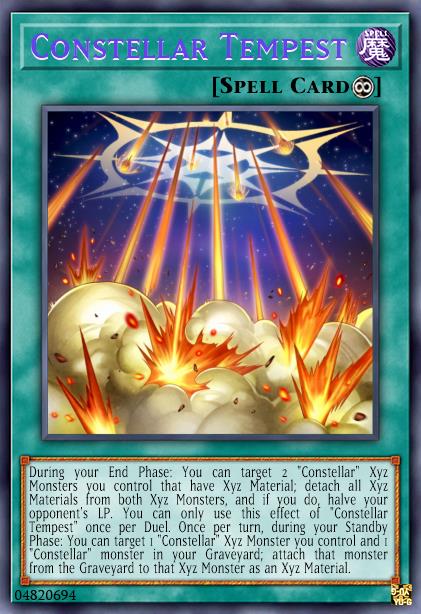 Constellar Tempest
SPELL
魔
[Spell Card]
During your End Phase: You can target 2 "Constellar" Xyz
Monsters you control that have Xyz Material; detach all Xyz
Materials from both Xyz Monsters, and if you do, halve your
opponent's LP. You can only use this effect of "Constellar
Tempest" once per Duel. Once per turn, during your Standby
Phase: You can target 1 "Constellar" Xyz Monster you control and 1
"Constellar" monster in your Graveyard; attach that monster
from the Graveyard to that Xyz Monster as an Xyz Material.
04820694